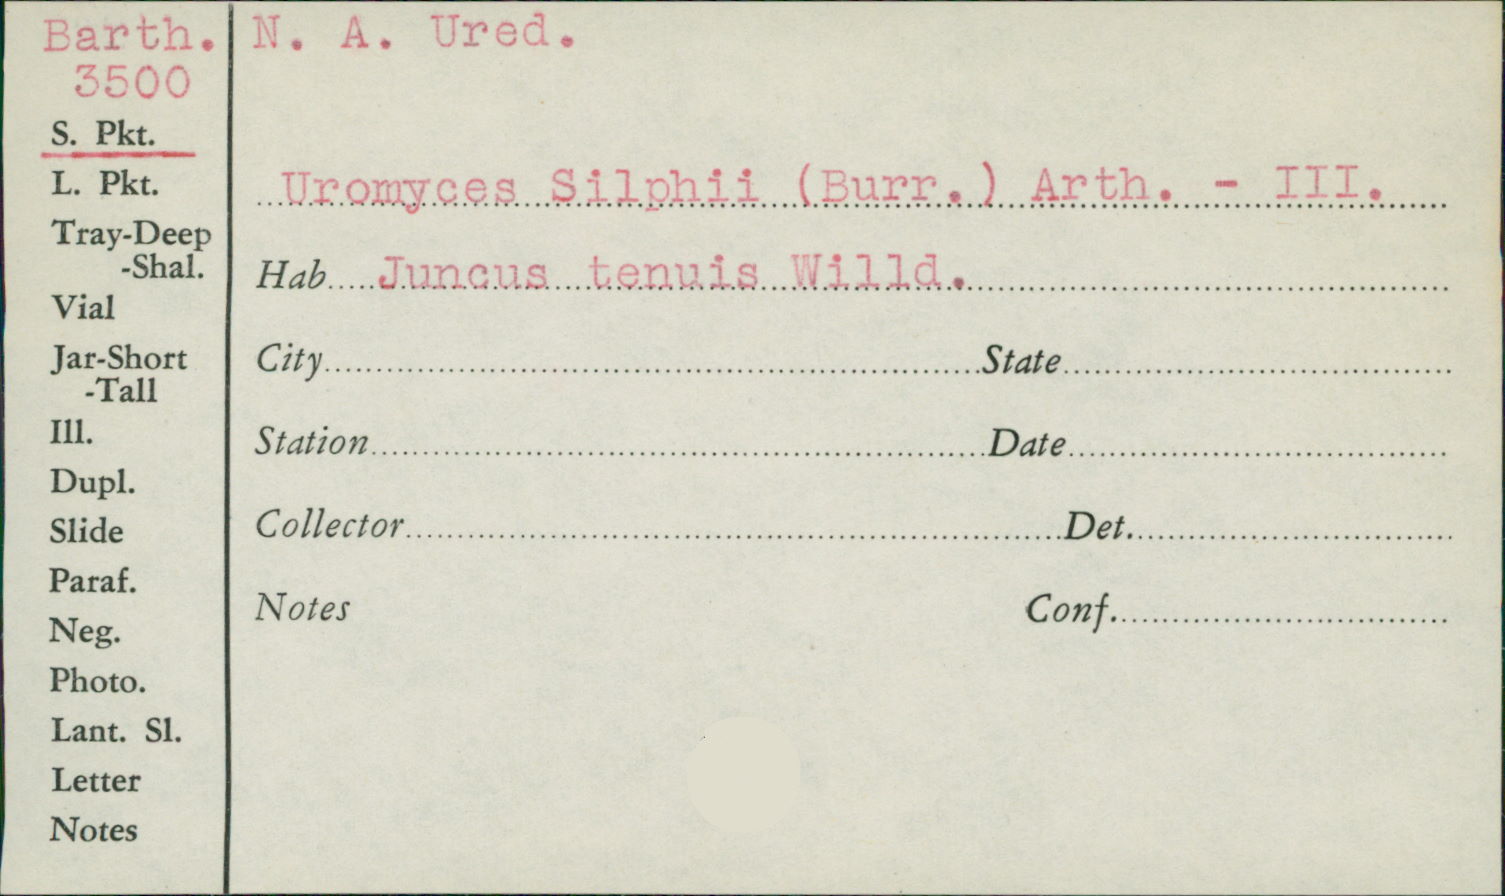 Barth. N. A. Ured.
3500
S. Pkt.
L. Pkt.
Tray-Deep
-Shal.
Vial
Jar-Short
-Tall
Ill.
Dupl.
Slide
Paraf.
Neg.
Photo.
Lant. Sl.
Letter
Notes
Uromyces Silphii (Burr.) Arth. - III.
Hab. Juncus tenuis Willd.
City State
Station Date
Collector Det.
Notes Conf.